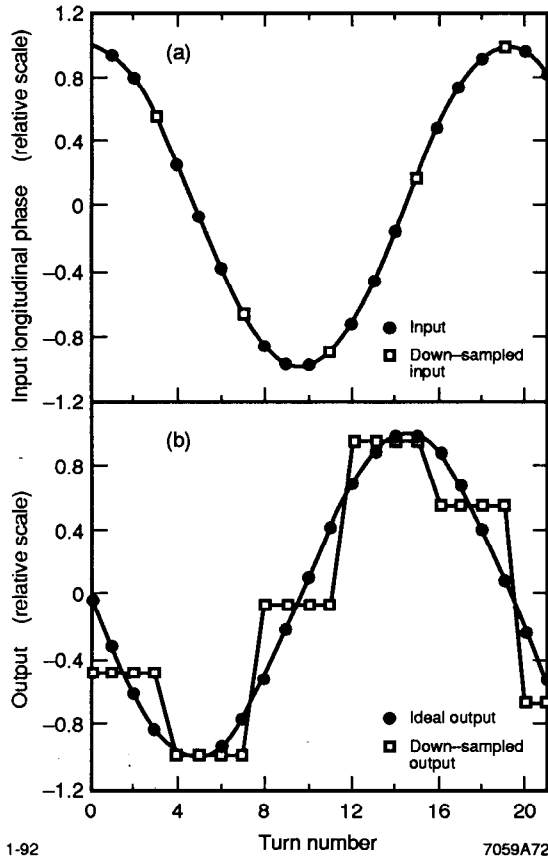 (a)
Input longitudinal phase (relative scale)
1.2
0.8
0.4
0
-0.4
-0.8
-1.2
Input
Down-sampled
input
(b)
Output (relative scale)
0.8
0.4
0
-0.4
-0.8
-1.2
Ideal output
Down-sampled
output
0 4 8 12 16 20
Turn number
1-92
7059A72